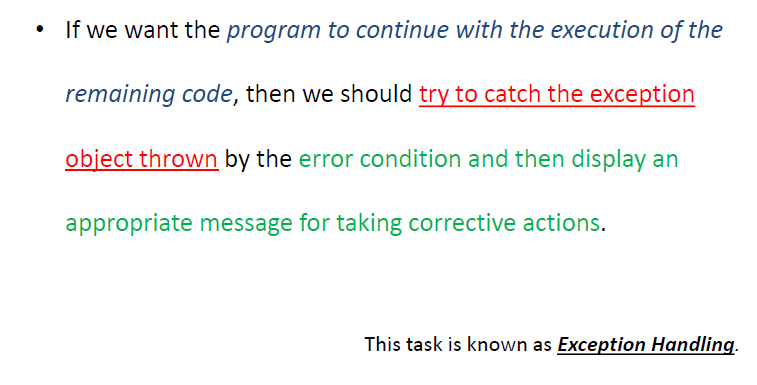 • If we want the program to continue with the execution of the
remaining code, then we should try to catch the exception
object thrown by the error condition and then display an
appropriate message for taking corrective actions.
This task is known as Exception Handling.